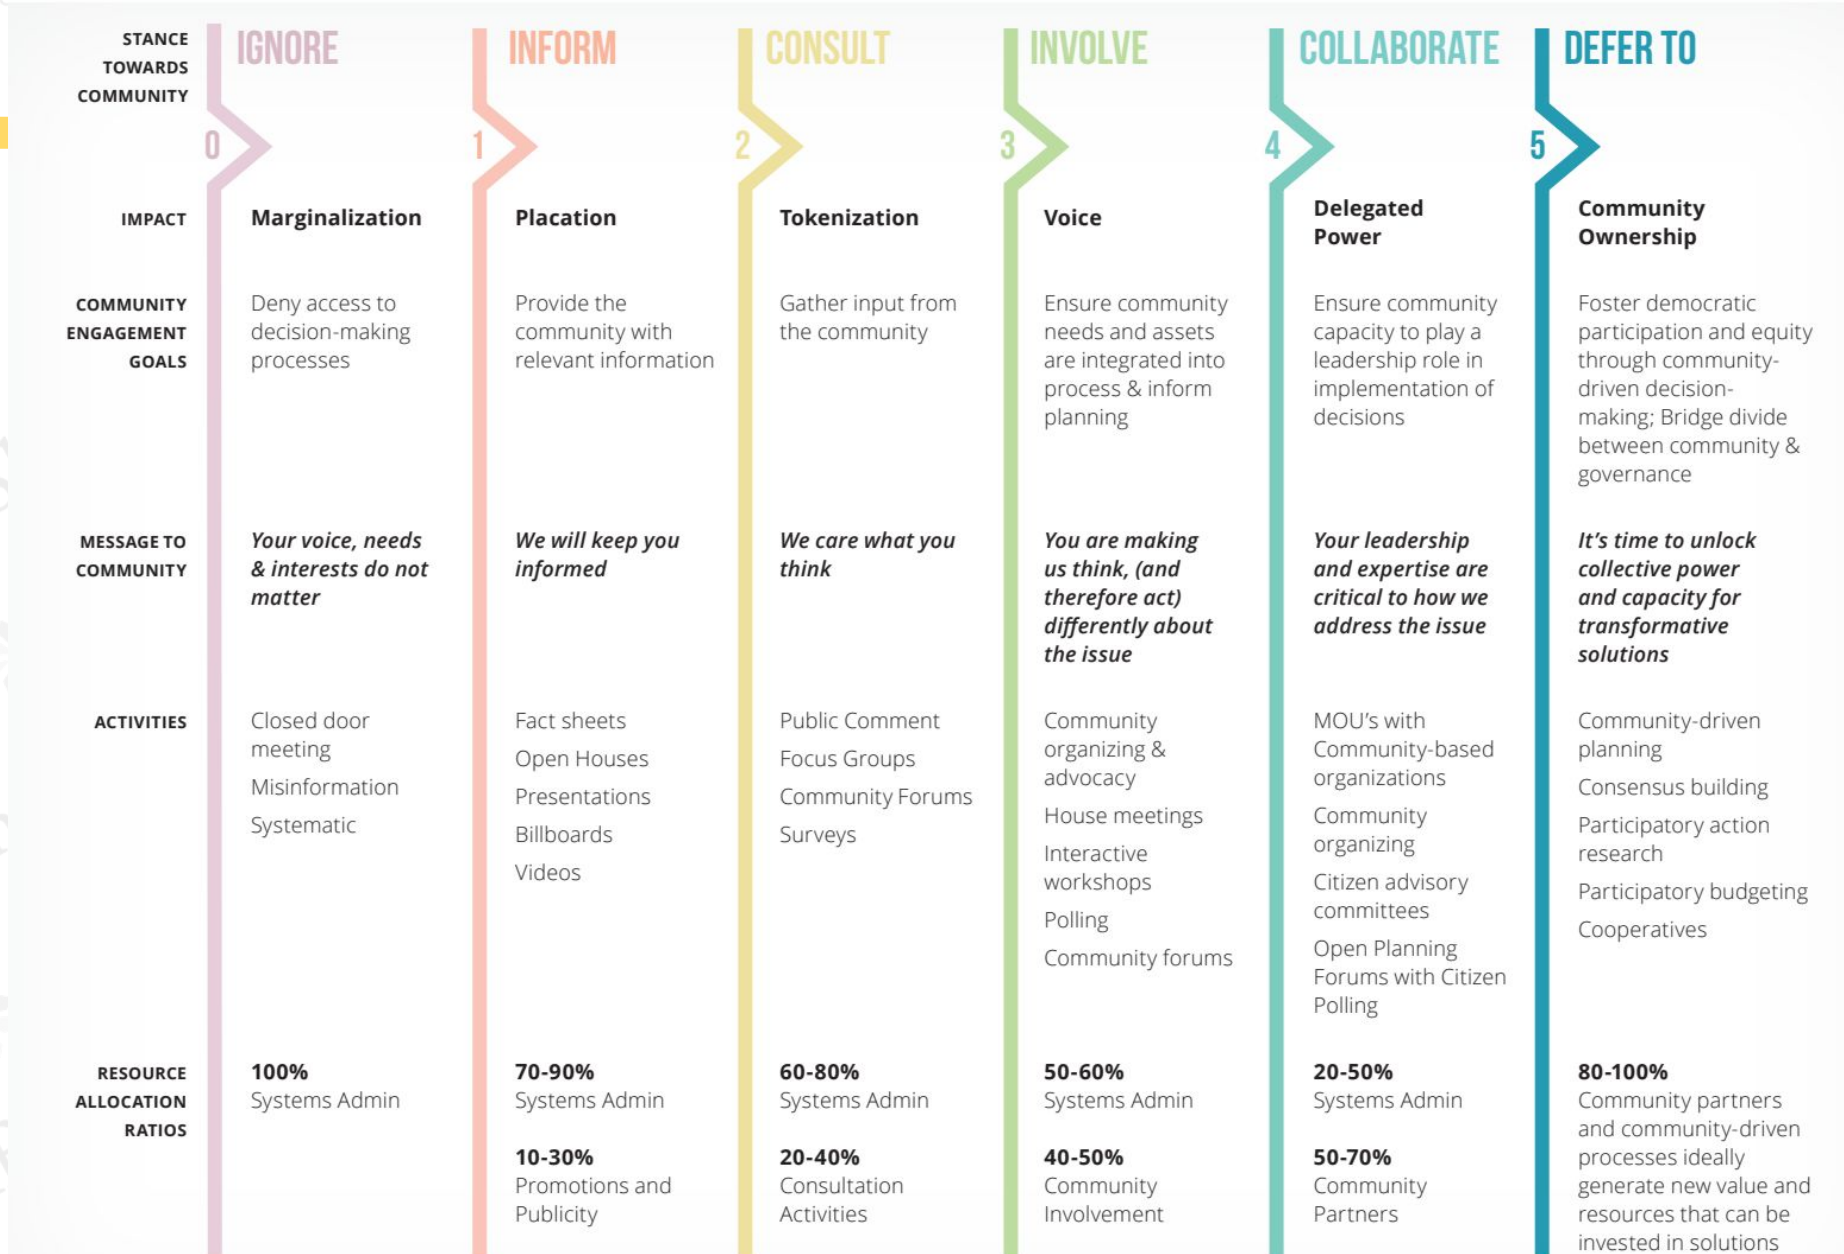 STANCE
TOWARDS
COMMUNITY
IGNORE
INFORM
CONSULT
INVOLVE
COLLABORATE
DEFER TO
0
1
2
3
4
5
IMPACT
Marginalization
Placation
Tokenization
Voice
Delegated
Power
Community
Ownership
COMMUNITY
ENGAGEMENT
GOALS
Deny access to
decision-making
processes
Provide the
community with
relevant information
Gather input from
the community
Ensure community
needs and assets
are integrated into
process & inform
planning
Ensure community
capacity to play a
leadership role in
implementation of
decisions
Foster democratic
participation and equity
through community-
driven decision-
making; Bridge divide
between community &
governance
MESSAGE TO
COMMUNITY
Your voice, needs
& interests do not
matter
We will keep you
informed
We care what you
think
You are making
us think, (and
therefore act)
differently about
the issue
Your leadership
and expertise are
critical to how we
address the issue
It's time to unlock
collective power
and capacity for
transformative
solutions
ACTIVITIES
Closed door
meeting
Misinformation
Systematic
Fact sheets
Open Houses
Presentations
Billboards
Videos
Public Comment
Focus Groups
Community Forums
Surveys
Community
organizing &
advocacy
House meetings
Interactive
workshops
Polling
Community forums
MOU's with
Community-based
organizations
Community
organizing
Citizen advisory
committees
Open Planning
Forums with Citizen
Polling
Community-driven
planning
Consensus building
Participatory action
research
Participatory budgeting
Cooperatives
RESOURCE
ALLOCATION
RATIOS
100%
Systems Admin
70-90%
Systems Admin
10-30%
Promotions and
Publicity
60-80%
Systems Admin
20-40%
Consultation
Activities
50-60%
Systems Admin
40-50%
Community
Involvement
20-50%
Systems Admin
50-70%
Community
Partners
80-100%
Community partners
and community-driven
processes ideally
generate new value and
resources that can be
invested in solutions